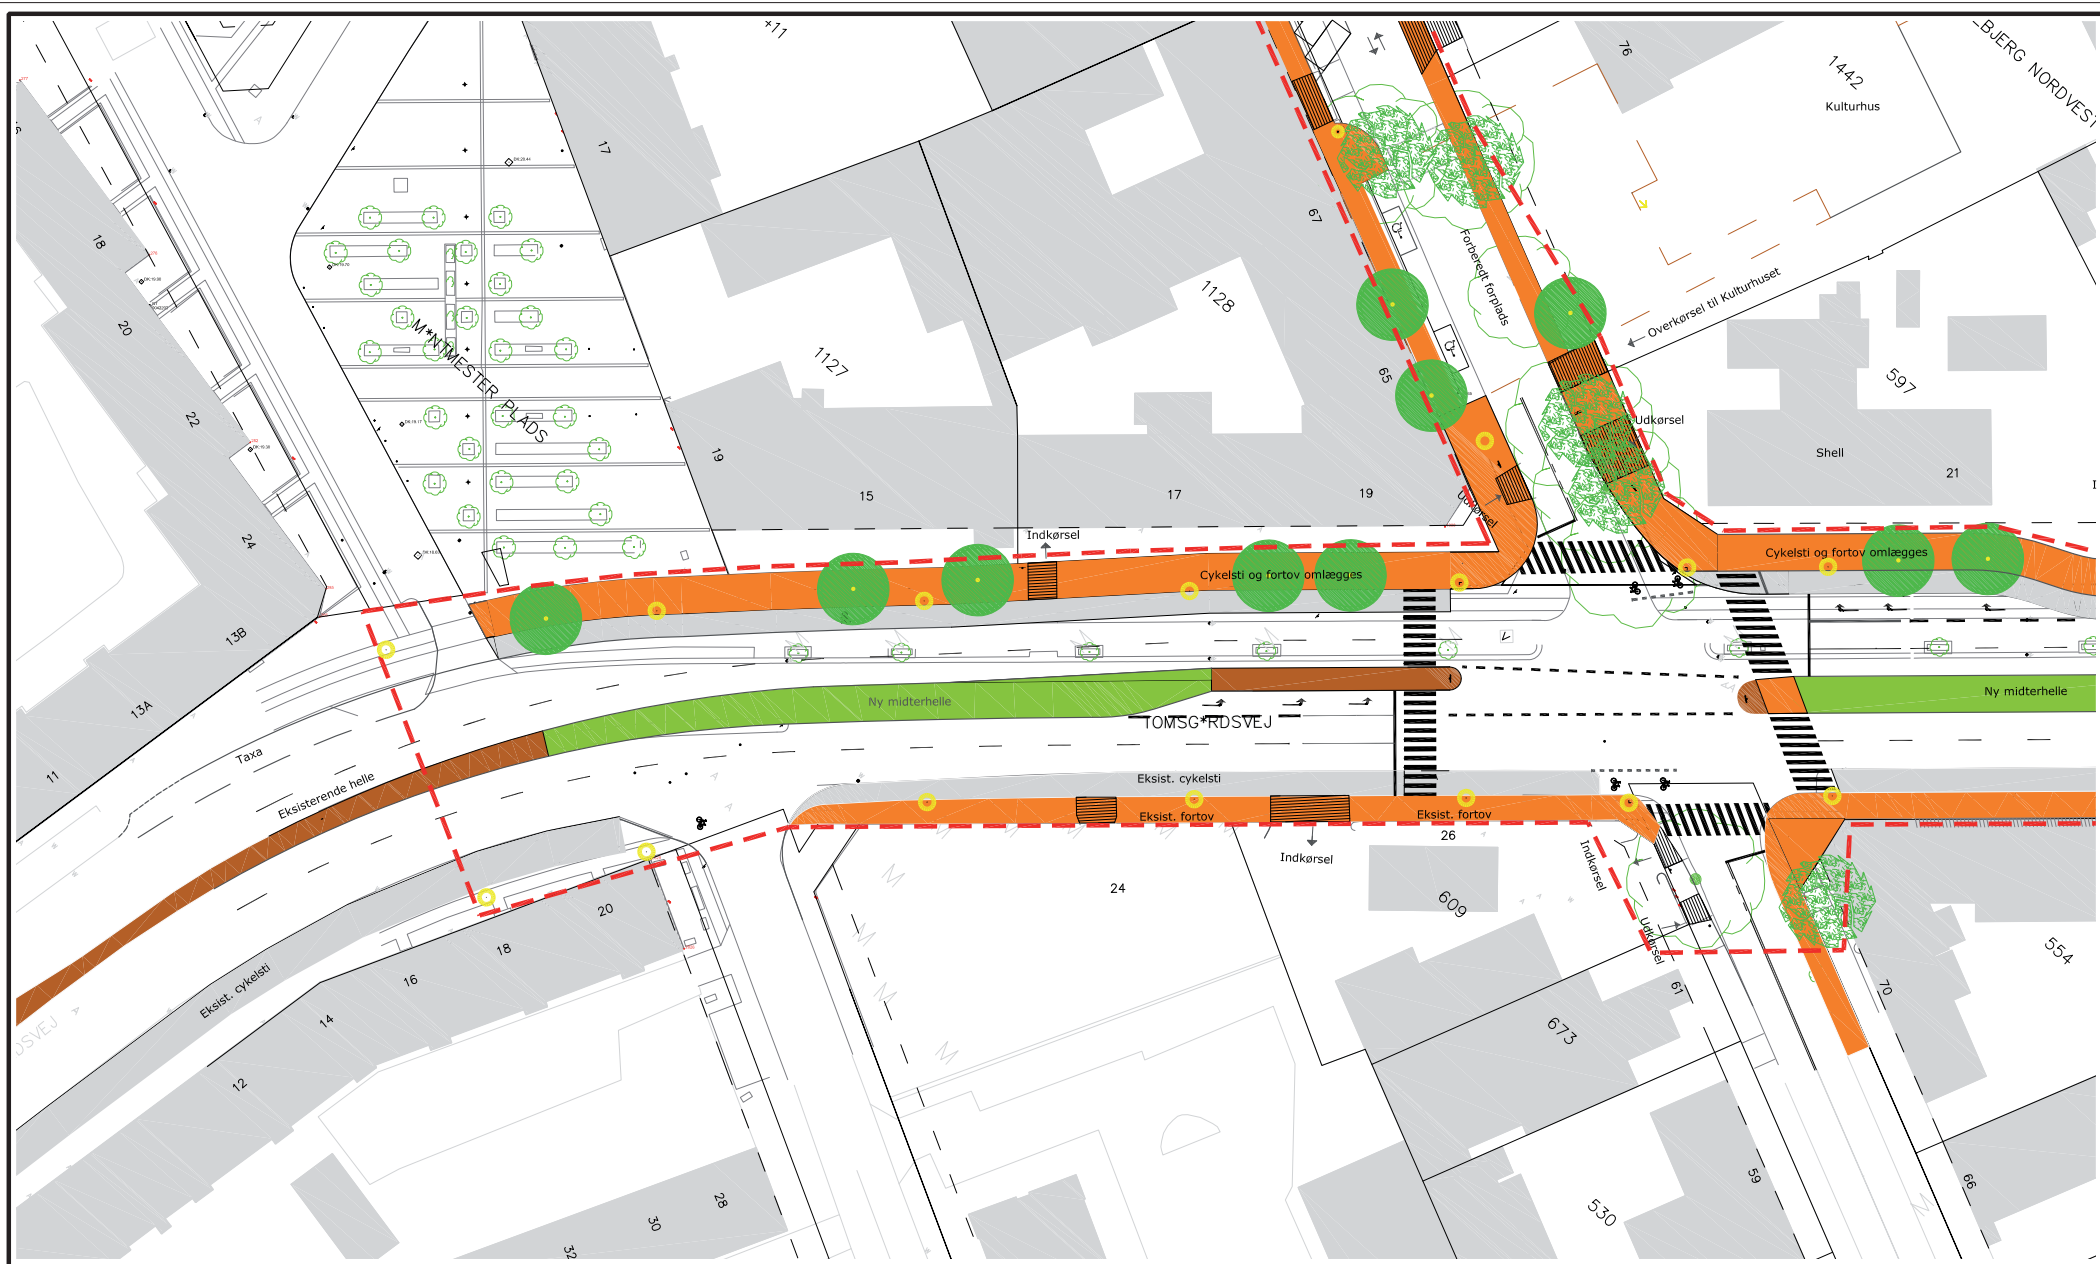 +11
76
1442
Kulturhus
BJERG NORDVEST
17
18
67
Forberedt forplads
20
1128
Overkørsel til Kulturhuset
M*NTMESTER PLADS
1127
65
597
22
Udkørsel
Shell
19
15
17
19
21
Udkørsel
24
Indkørsel
Cykelsti og fortov omlægges
Cykelsti og fortov omlægges
13B
13A
Ny midterhelle
Ny midterhelle
TOMSG*RDSVEJ
Taxa
11
Eksisterende helle
Eksist. cykelsti
Eksist. fortov
Eksist. fortov
26
Indkørsel
Indkørsel
24
609
20
18
16
Udkørsel
554
Eksist. cykelsti
14
61
70
DSVEJ
673
12
59
66
28
30
530
32